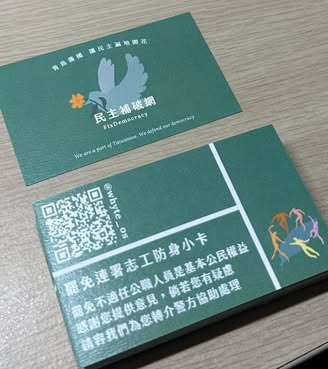 青鳥護國 讓民主遍地開花
民主補破網
FixDemocracy
We are a part of Taiwanese. We defend our democracy.
@white_os
罷免連署志工防身小卡
罷免不適任公職人員是基本公民權益
感謝您提供意見,倘若您有疑慮
請容我們為您轉介警方協助處理